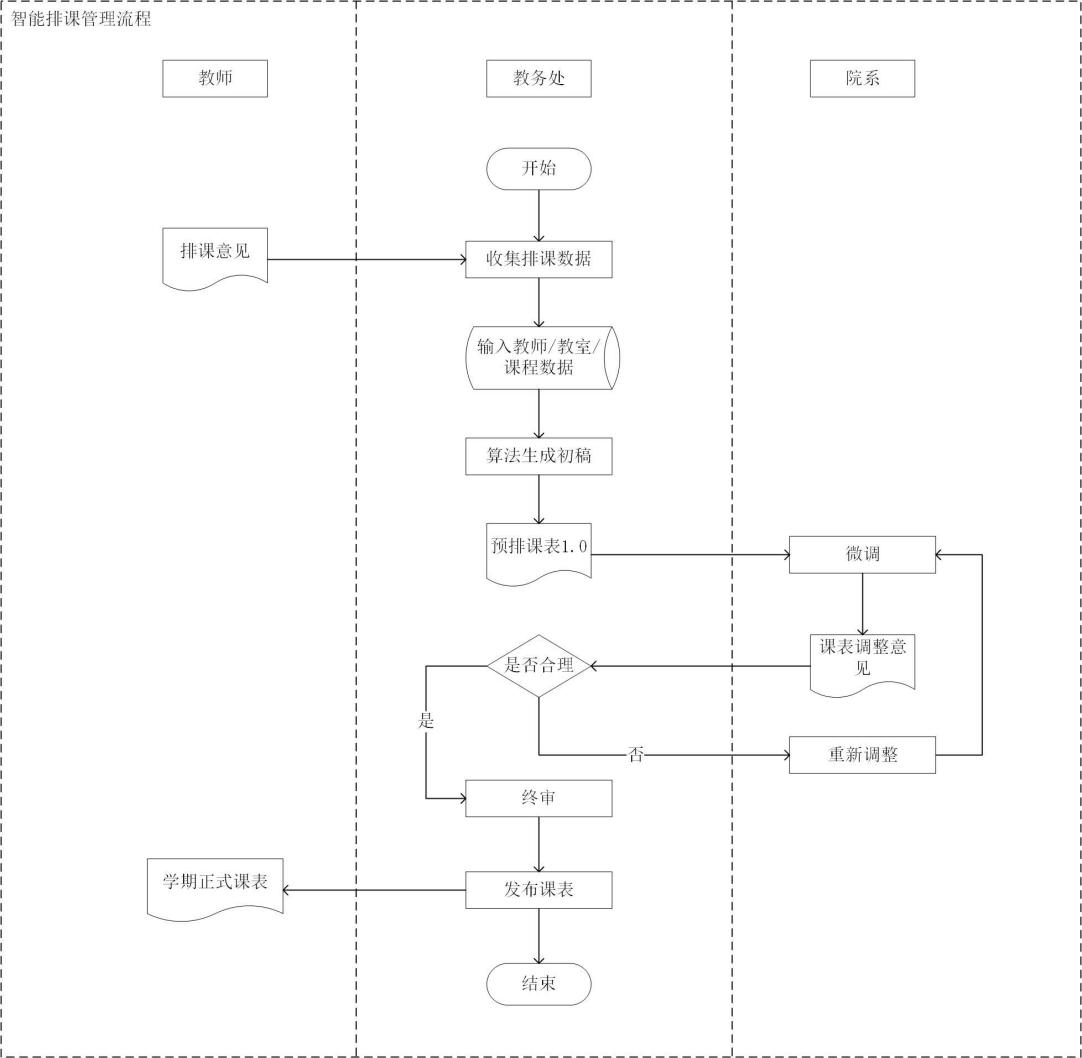 智能排课管理流程
教师
教务处
院系
开始
排课意见
收集排课数据
输入教师/教室/
课程数据
算法生成初稿
预排课表1.0
微调
课表调整意
见
是否合理
是
否
重新调整
终审
学期正式课表
发布课表
结束